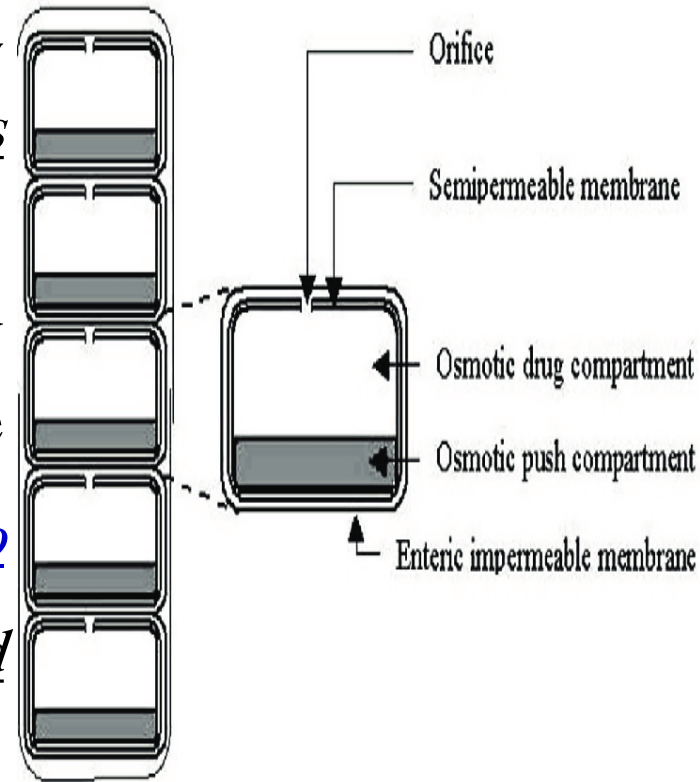 Orifice
Semipermeable membrane
Osmotic drug compartment
Osmotic push compartment
Enteric impermeable membrane